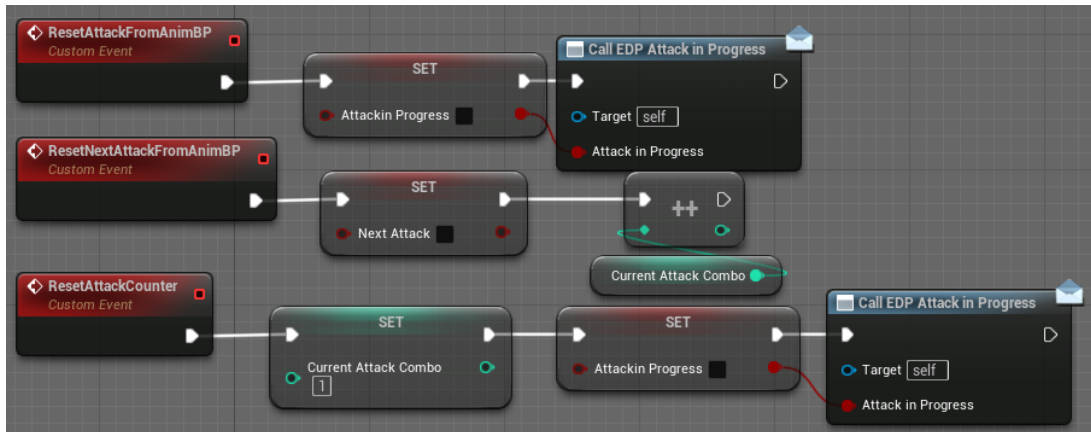 ResetAttackFromAnimBP
Custom Event
SET
Attackin Progress
Call EDP Attack in Progress
Target self
Attack in Progress
ResetNextAttackFromAnimBP
Custom Event
SET
Next Attack
++
Current Attack Combo
ResetAttackCounter
Custom Event
SET
Current Attack Combo
1
SET
Attackin Progress
Call EDP Attack in Progress
Target self
Attack in Progress